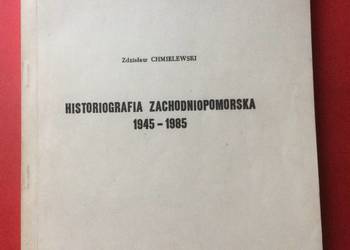 Zdzisław CHMIELEWSKI
HISTORIOGRAFIA ZACHODNIOPOMORSKA
1945 – 1985